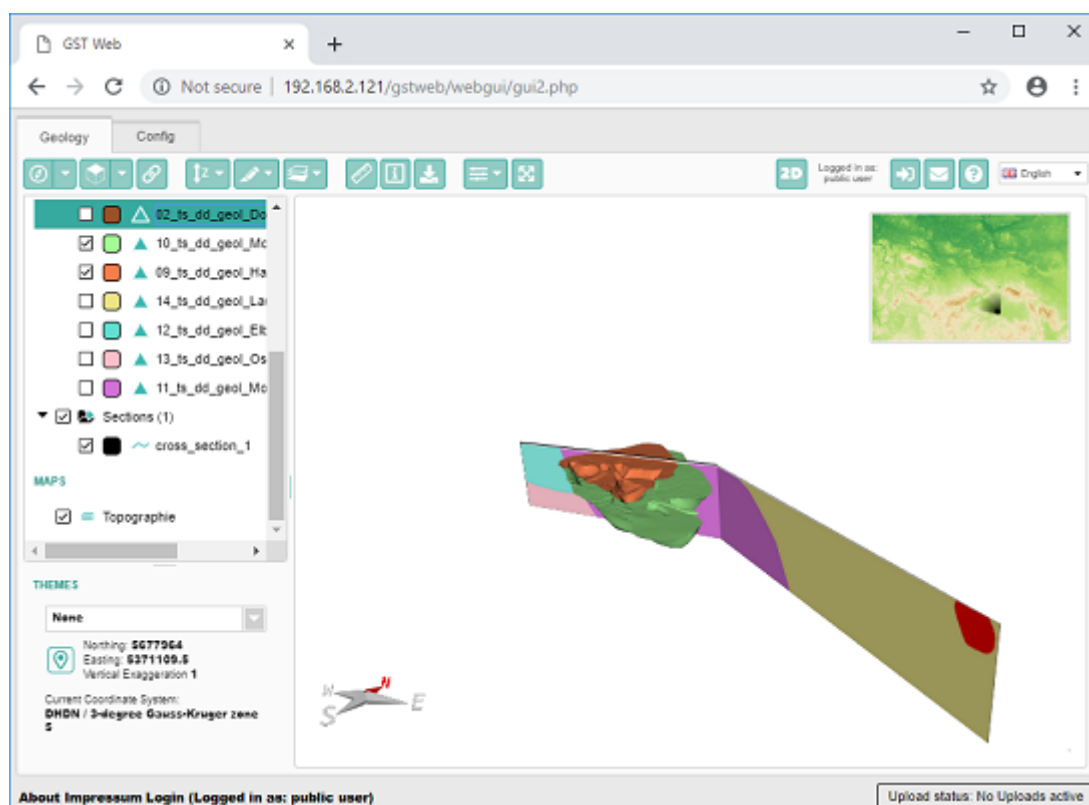 GST Web
Not secure | 192.168.2.121/gstweb/webgui/gui2.php
Geology
Config
2D
Logged in as:
public user
English
02_ts_dd_geol_Do
10_ts_dd_geol_Mc
09_ts_dd_geol_Ha
14_ts_dd_geol_La
12_ts_dd_geol_Elb
13_ts_dd_geol_Os
11_ts_dd_geol_Mo
Sections (1)
cross_section_1
MAPS
Topographie
THEMES
None
Northing: 5677964
Easting: 5371109.5
Vertical Exaggeration 1
Current Coordinate System:
DHDN / 3-degree Gauss-Kruger zone
5
W
N
S
E
About Impressum Login (Logged in as: public user)
Upload status: No Uploads active